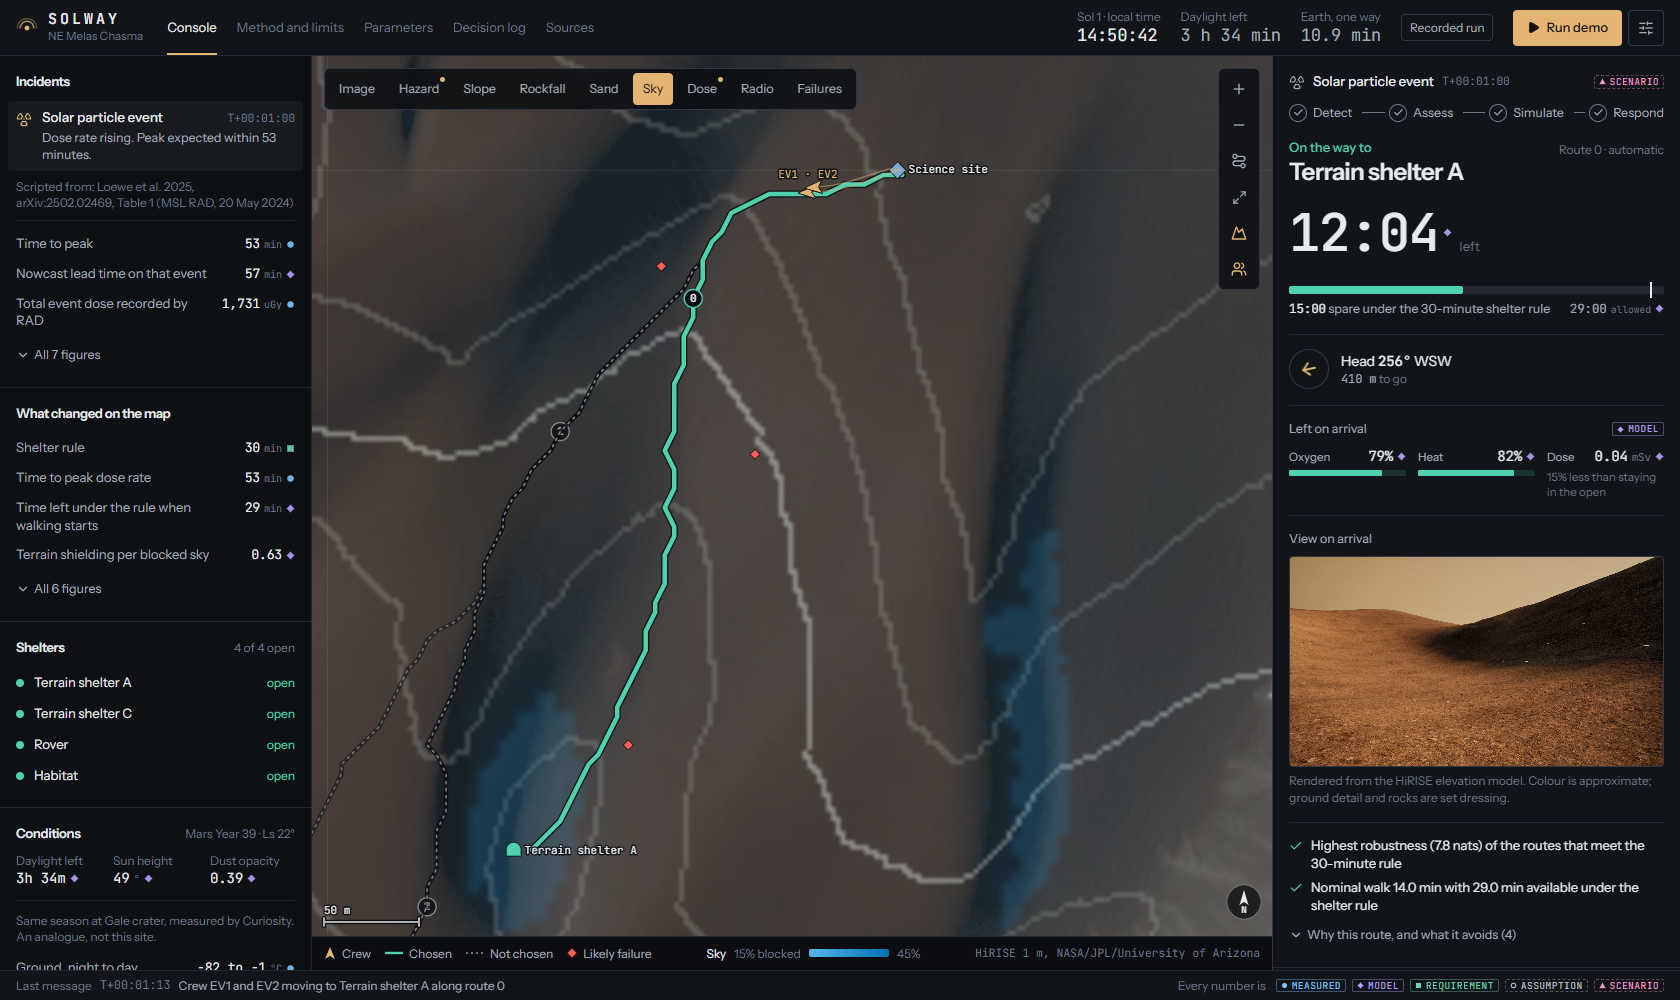 SOLWAY
NE Melas Chasma
Console
Method and limits
Parameters
Decision log
Sources
Sol 1 · local time
14:50:42
Daylight left
3 h 34 min
Earth, one way
10.9 min
Recorded run
Run demo
Incidents
Solar particle event T+00:01:00
Dose rate rising. Peak expected within 53
minutes.
Scripted from: Loewe et al. 2025,
arXiv:2502.02469, Table 1 (MSL RAD, 20 May 2024)
Time to peak 53 min
Nowcast lead time on that event 57 min
Total event dose recorded by 1,731 uGy
RAD
All 7 figures
What changed on the map
Shelter rule 30 min
Time to peak dose rate 53 min
Time left under the rule when 29 min
walking starts
Terrain shielding per blocked sky 0.63
All 6 figures
Shelters 4 of 4 open
Terrain shelter A open
Terrain shelter C open
Rover open
Habitat open
Conditions Mars Year 39 · Ls 22°
Daylight left Sun height Dust opacity
3h 34m 49 ° 0.39
Same season at Gale crater, measured by Curiosity.
An analogue, not this site.
Ground, night to day -82 to -1 °C
Image
Hazard
Slope
Rockfall
Sand
Sky
Dose
Radio
Failures
EV1 · EV2
Science site
0
2
2
Terrain shelter A
50 m
N
Crew
Chosen
Not chosen
Likely failure
Sky 15% blocked 45%
HiRISE 1 m, NASA/JPL/University of Arizona
Solar particle event T+00:01:00 SCENARIO
Detect
Assess
Simulate
Respond
On the way to Route 0 · automatic
Terrain shelter A
12:04 left
15:00 spare under the 30-minute shelter rule 29:00 allowed
Head 256° WSW
410 m to go
Left on arrival MODEL
Oxygen 79% Heat 82% Dose 0.04 mSv
15% less than staying
in the open
View on arrival
Rendered from the HiRISE elevation model. Colour is approximate;
ground detail and rocks are set dressing.
Highest robustness (7.8 nats) of the routes that meet the
30-minute rule
Nominal walk 14.0 min with 29.0 min available under the
shelter rule
Why this route, and what it avoids (4)
Last message T+00:01:13 Crew EV1 and EV2 moving to Terrain shelter A along route 0
Every number is MEASURED MODEL REQUIREMENT ASSUMPTION SCENARIO